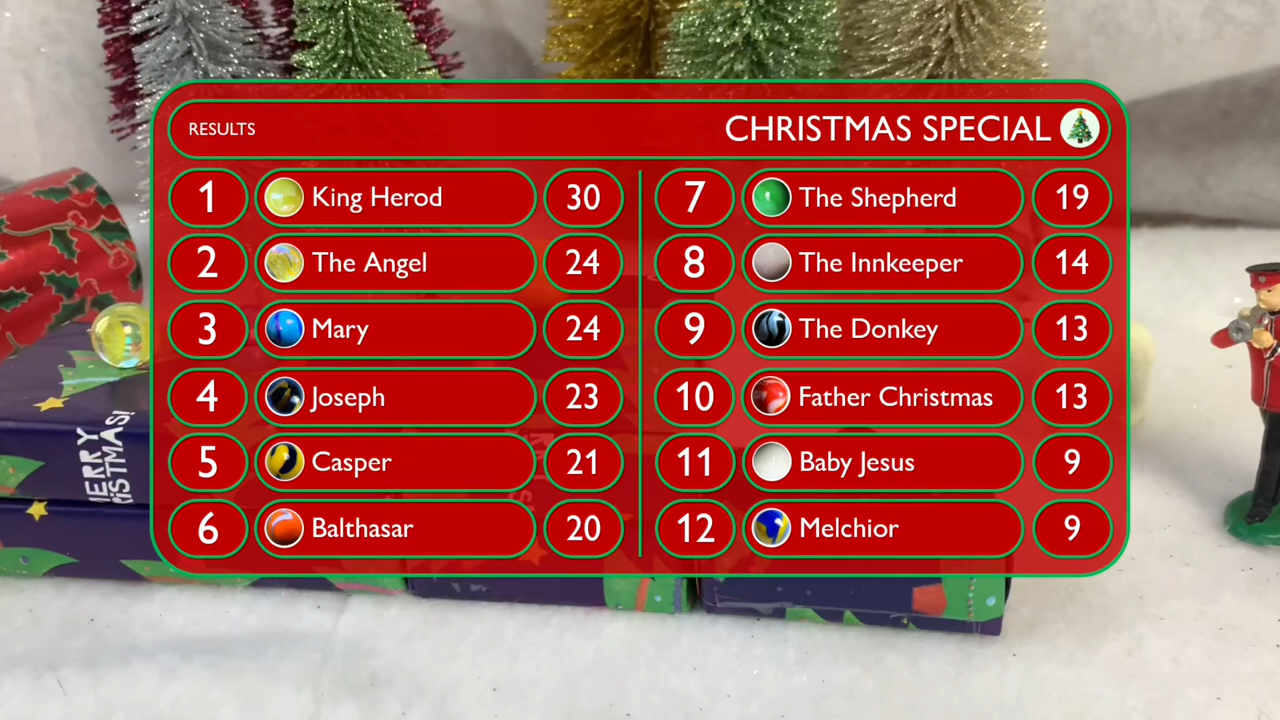 RESULTS
CHRISTMAS SPECIAL
1 King Herod 30
2 The Angel 24
3 Mary 24
4 Joseph 23
5 Casper 21
6 Balthasar 20
7 The Shepherd 19
8 The Innkeeper 14
9 The Donkey 13
10 Father Christmas 13
11 Baby Jesus 9
12 Melchior 9
MERRY